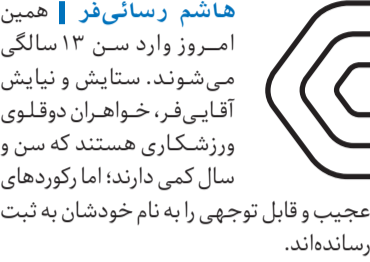 هاشم رسائی‌فر | همین
امروز وارد سن ۱۳ سالگی
می‌شوند. ستایش و نیایش
آقایی‌فر، خواهران دوقلوی
ورزشکاری هستند که سن و
سال کمی دارند؛ اما رکوردهای
عجیب و قابل توجهی را به نام خودشان به ثبت
رسانده‌اند.